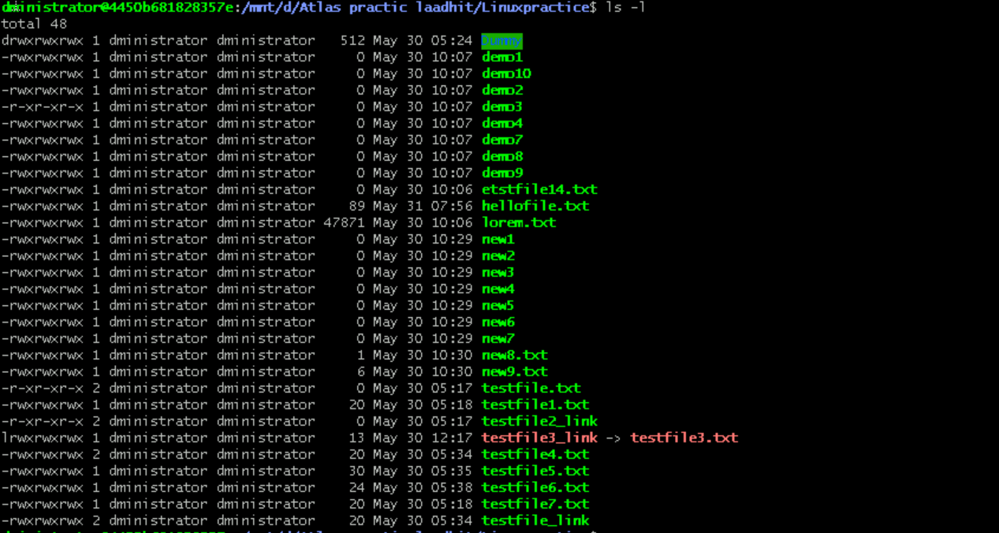 dministrator@4450b681828357e:/mnt/d/Atlas practic laadhit/Linuxpractice$ ls -l
total 48
drwxrwxrwx 1 dministrator dministrator   512 May 30 05:24 Dummy
-rwxrwxrwx 1 dministrator dministrator     0 May 30 10:07 demo1
-rwxrwxrwx 1 dministrator dministrator     0 May 30 10:07 demo10
-rwxrwxrwx 1 dministrator dministrator     0 May 30 10:07 demo2
-r-xr-xr-x 1 dministrator dministrator     0 May 30 10:07 demo3
-rwxrwxrwx 1 dministrator dministrator     0 May 30 10:07 demo4
-rwxrwxrwx 1 dministrator dministrator     0 May 30 10:07 demo7
-rwxrwxrwx 1 dministrator dministrator     0 May 30 10:07 demo8
-rwxrwxrwx 1 dministrator dministrator     0 May 30 10:07 demo9
-rwxrwxrwx 1 dministrator dministrator     0 May 30 10:06 etstfile14.txt
-rwxrwxrwx 1 dministrator dministrator    89 May 31 07:56 hellofile.txt
-rwxrwxrwx 1 dministrator dministrator 47871 May 30 10:06 lorem.txt
-rwxrwxrwx 1 dministrator dministrator     0 May 30 10:29 new1
-rwxrwxrwx 1 dministrator dministrator     0 May 30 10:29 new2
-rwxrwxrwx 1 dministrator dministrator     0 May 30 10:29 new3
-rwxrwxrwx 1 dministrator dministrator     0 May 30 10:29 new4
-rwxrwxrwx 1 dministrator dministrator     0 May 30 10:29 new5
-rwxrwxrwx 1 dministrator dministrator     0 May 30 10:29 new6
-rwxrwxrwx 1 dministrator dministrator     0 May 30 10:29 new7
-rwxrwxrwx 1 dministrator dministrator     1 May 30 10:30 new8.txt
-rwxrwxrwx 1 dministrator dministrator     6 May 30 10:30 new9.txt
-r-xr-xr-x 2 dministrator dministrator     0 May 30 05:17 testfile.txt
-rwxrwxrwx 1 dministrator dministrator    20 May 30 05:18 testfile1.txt
-r-xr-xr-x 2 dministrator dministrator     0 May 30 05:17 testfile2_link
lrwxrwxrwx 1 dministrator dministrator    13 May 30 12:17 testfile3_link -> testfile3.txt
-rwxrwxrwx 2 dministrator dministrator    20 May 30 05:34 testfile4.txt
-rwxrwxrwx 1 dministrator dministrator    30 May 30 05:35 testfile5.txt
-rwxrwxrwx 1 dministrator dministrator    24 May 30 05:38 testfile6.txt
-rwxrwxrwx 1 dministrator dministrator    20 May 30 05:18 testfile7.txt
-rwxrwxrwx 2 dministrator dministrator    20 May 30 05:34 testfile_link